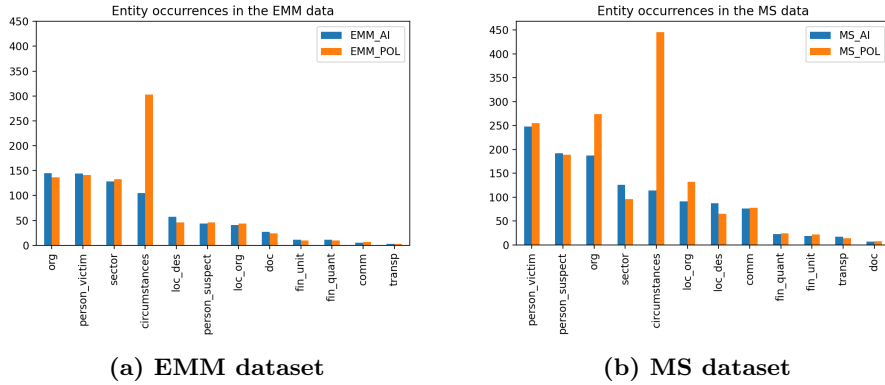 Entity occurrences in the EMM data
450
400
350
300
250
200
150
100
50
0
EMM_AI
EMM_POL
org
person_victim
sector
circumstances
loc_des
person_suspect
loc_org
doc
fin_unit
fin_quant
comm
transp
(a) EMM dataset
Entity occurrences in the MS data
450
400
350
300
250
200
150
100
50
0
MS_AI
MS_POL
person_victim
person_suspect
org
sector
circumstances
loc_org
loc_des
comm
fin_quant
fin_unit
transp
doc
(b) MS dataset